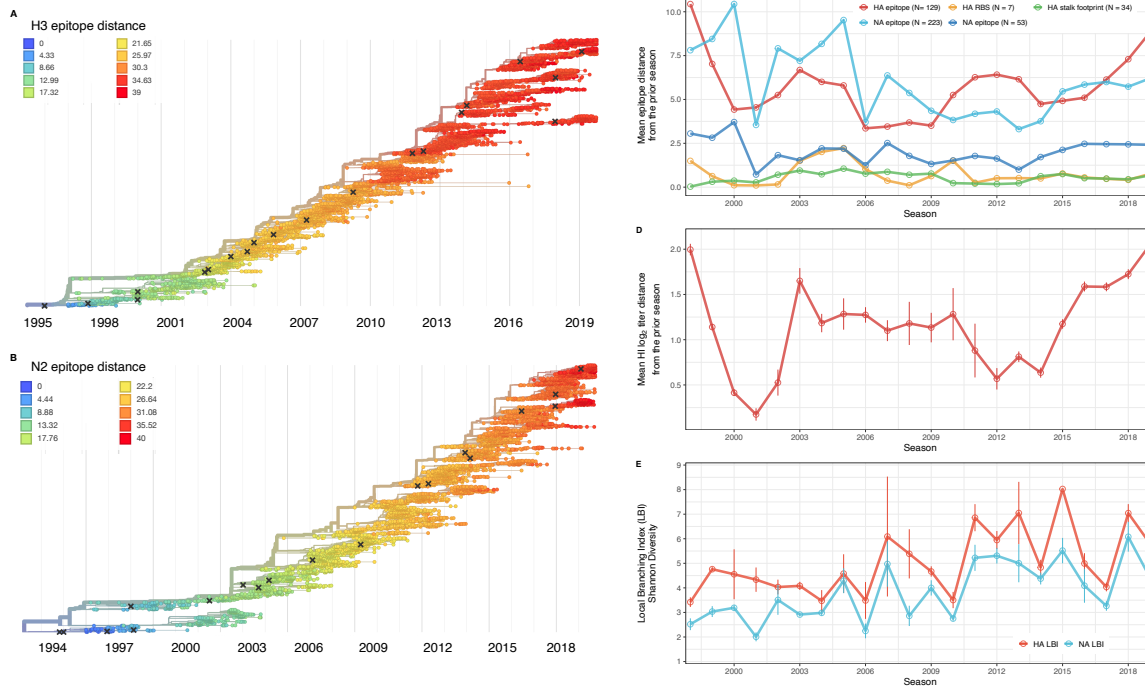 A
H3 epitope distance
0 21.65
4.33 25.97
8.66 30.3
12.99 34.63
17.32 39
1995 1998 2001 2004 2007 2010 2013 2016 2019
B
N2 epitope distance
0 22.2
4.44 26.64
8.88 31.08
13.32 35.52
17.76 40
1994 1997 2000 2003 2006 2009 2012 2015 2018
HA epitope (N= 129) HA RBS (N = 7) HA stalk footprint (N = 34)
NA epitope (N = 223) NA epitope (N = 53)
Mean epitope distance
from the prior season
10.0
7.5
5.0
2.5
0.0
2000 2003 2006 2009 2012 2015 2018
Season
D
Mean HI log2 titer distance
from the prior season
2.0
1.5
1.0
0.5
2000 2003 2006 2009 2012 2015 2018
Season
E
Local Branching Index (LBI)
Shannon Diversity
9
8
7
6
5
4
3
2
1
HA LBI NA LBI
2000 2003 2006 2009 2012 2015 2018
Season